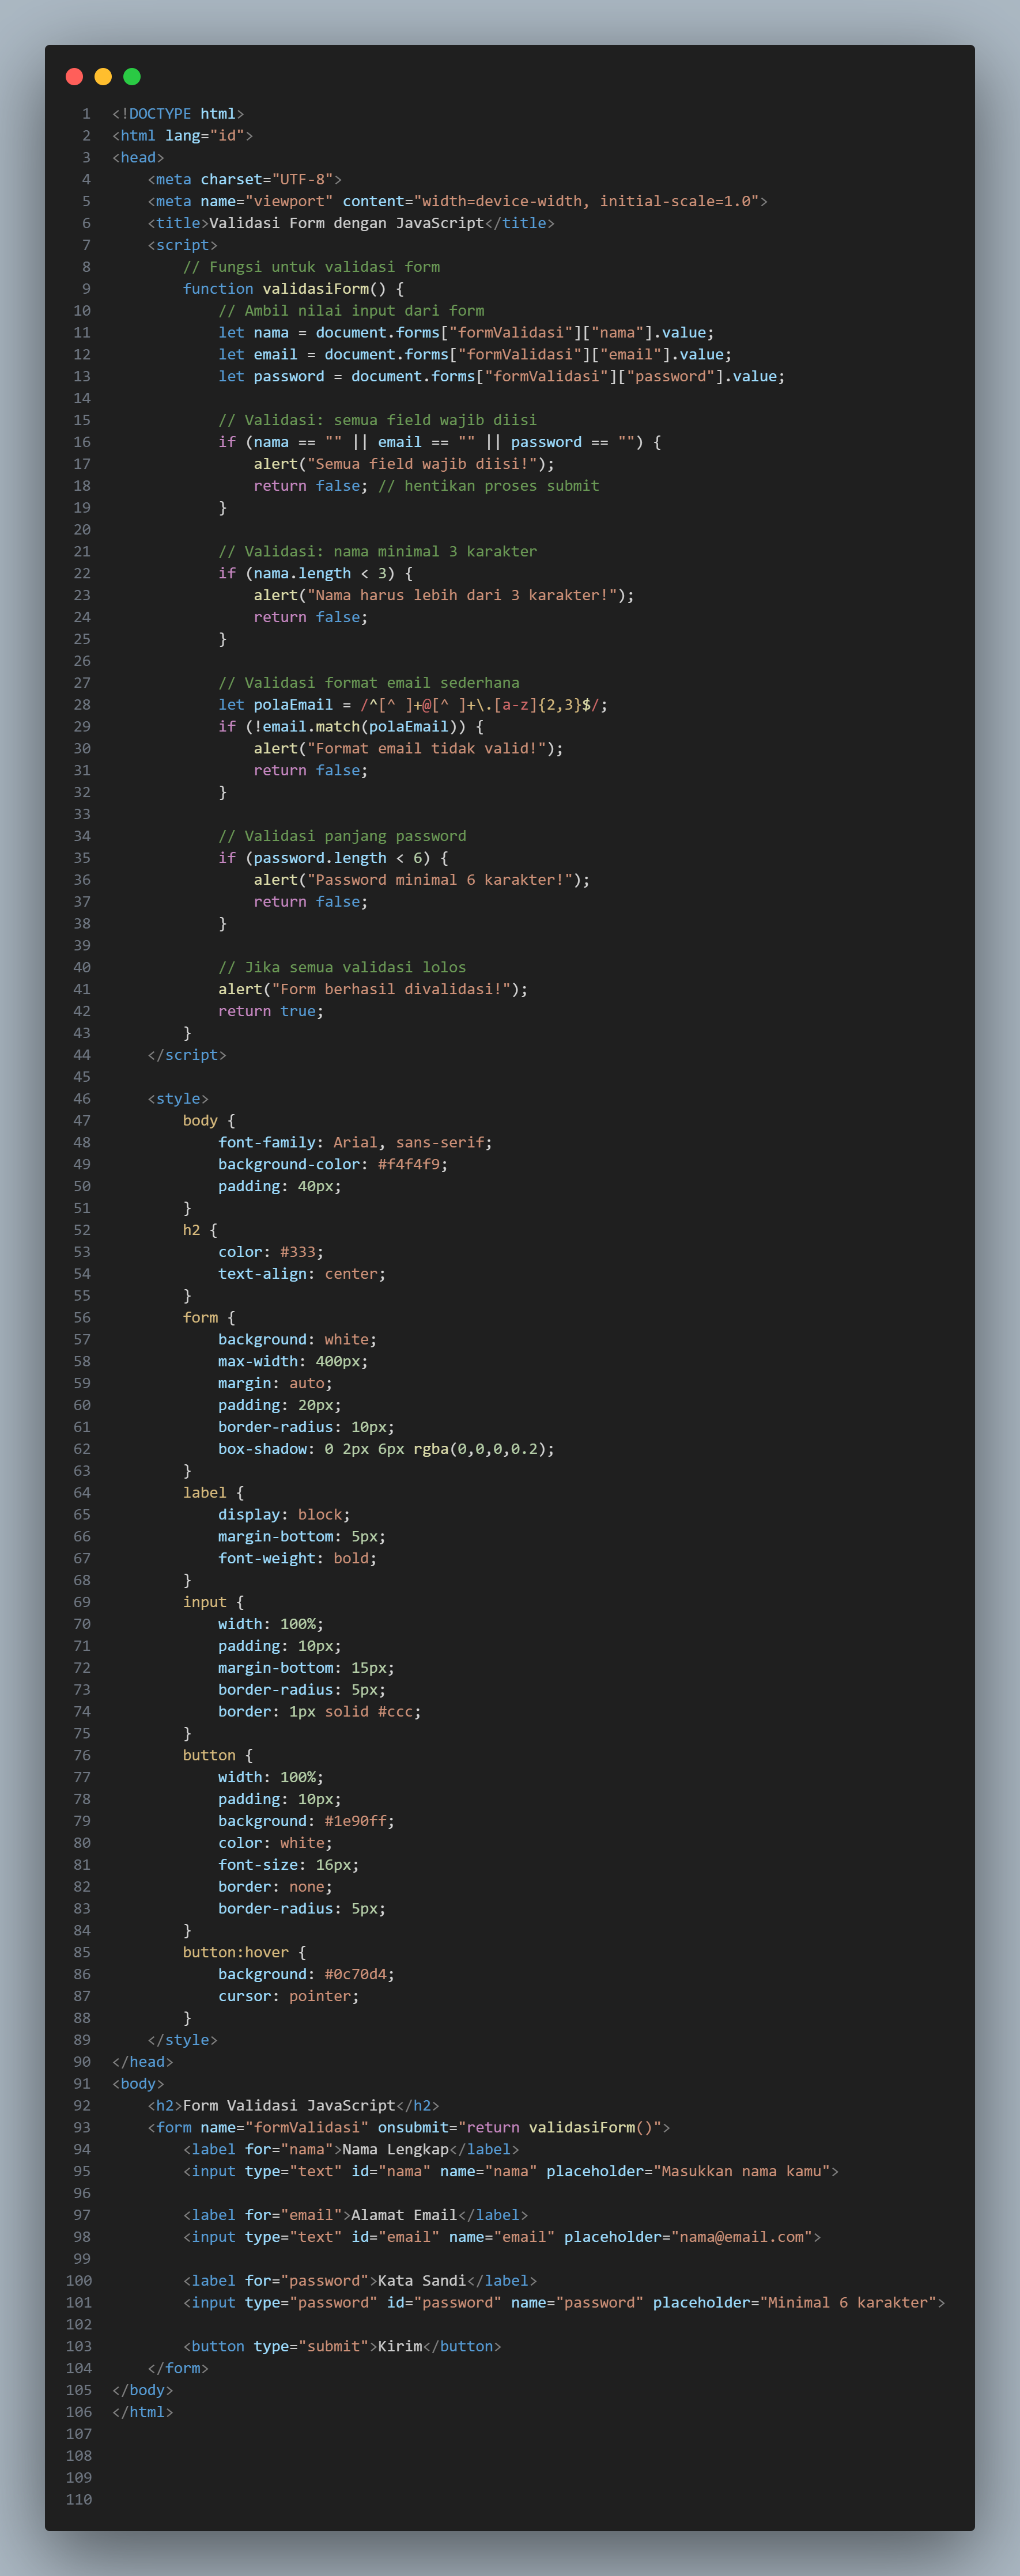 1 <!DOCTYPE html>
2 <html lang="id">
3 <head>
4     <meta charset="UTF-8">
5     <meta name="viewport" content="width=device-width, initial-scale=1.0">
6     <title>Validasi Form dengan JavaScript</title>
7     <script>
8         // Fungsi untuk validasi form
9         function validasiForm() {
10             // Ambil nilai input dari form
11             let nama = document.forms["formValidasi"]["nama"].value;
12             let email = document.forms["formValidasi"]["email"].value;
13             let password = document.forms["formValidasi"]["password"].value;
14
15             // Validasi: semua field wajib diisi
16             if (nama == "" || email == "" || password == "") {
17                 alert("Semua field wajib diisi!");
18                 return false; // hentikan proses submit
19             }
20
21             // Validasi: nama minimal 3 karakter
22             if (nama.length < 3) {
23                 alert("Nama harus lebih dari 3 karakter!");
24                 return false;
25             }
26
27             // Validasi format email sederhana
28             let polaEmail = /^[^ ]+@[^ ]+\.[a-z]{2,3}$/;
29             if (!email.match(polaEmail)) {
30                 alert("Format email tidak valid!");
31                 return false;
32             }
33
34             // Validasi panjang password
35             if (password.length < 6) {
36                 alert("Password minimal 6 karakter!");
37                 return false;
38             }
39
40             // Jika semua validasi lolos
41             alert("Form berhasil divalidasi!");
42             return true;
43         }
44     </script>
45
46     <style>
47         body {
48             font-family: Arial, sans-serif;
49             background-color: #f4f4f9;
50             padding: 40px;
51         }
52         h2 {
53             color: #333;
54             text-align: center;
55         }
56         form {
57             background: white;
58             max-width: 400px;
59             margin: auto;
60             padding: 20px;
61             border-radius: 10px;
62             box-shadow: 0 2px 6px rgba(0,0,0,0.2);
63         }
64         label {
65             display: block;
66             margin-bottom: 5px;
67             font-weight: bold;
68         }
69         input {
70             width: 100%;
71             padding: 10px;
72             margin-bottom: 15px;
73             border-radius: 5px;
74             border: 1px solid #ccc;
75         }
76         button {
77             width: 100%;
78             padding: 10px;
79             background: #1e90ff;
80             color: white;
81             font-size: 16px;
82             border: none;
83             border-radius: 5px;
84         }
85         button:hover {
86             background: #0c70d4;
87             cursor: pointer;
88         }
89     </style>
90 </head>
91 <body>
92     <h2>Form Validasi JavaScript</h2>
93     <form name="formValidasi" onsubmit="return validasiForm()">
94         <label for="nama">Nama Lengkap</label>
95         <input type="text" id="nama" name="nama" placeholder="Masukkan nama kamu">
96
97         <label for="email">Alamat Email</label>
98         <input type="text" id="email" name="email" placeholder="nama@email.com">
99
100         <label for="password">Kata Sandi</label>
101         <input type="password" id="password" name="password" placeholder="Minimal 6 karakter">
102
103         <button type="submit">Kirim</button>
104     </form>
105 </body>
106 </html>
107
108
109
110